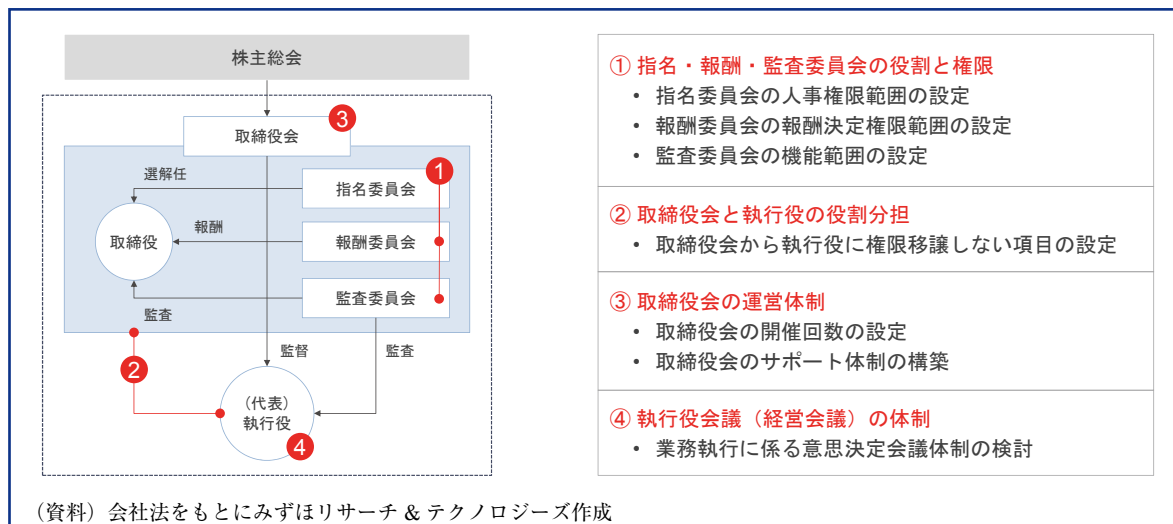 株主総会
3
取締役会
選解任
1
指名委員会
報酬
取締役
報酬委員会
監査委員会
監査
監督
監査
2
（代表）
執行役
4
① 指名・報酬・監査委員会の役割と権限
• 指名委員会の人事権限範囲の設定
• 報酬委員会の報酬決定権限範囲の設定
• 監査委員会の機能範囲の設定
② 取締役会と執行役の役割分担
• 取締役会から執行役に権限移譲しない項目の設定
③ 取締役会の運営体制
• 取締役会の開催回数の設定
• 取締役会のサポート体制の構築
④ 執行役会議（経営会議）の体制
• 業務執行に係る意思決定会議体制の検討
（資料）会社法をもとにみずほリサーチ & テクノロジーズ作成